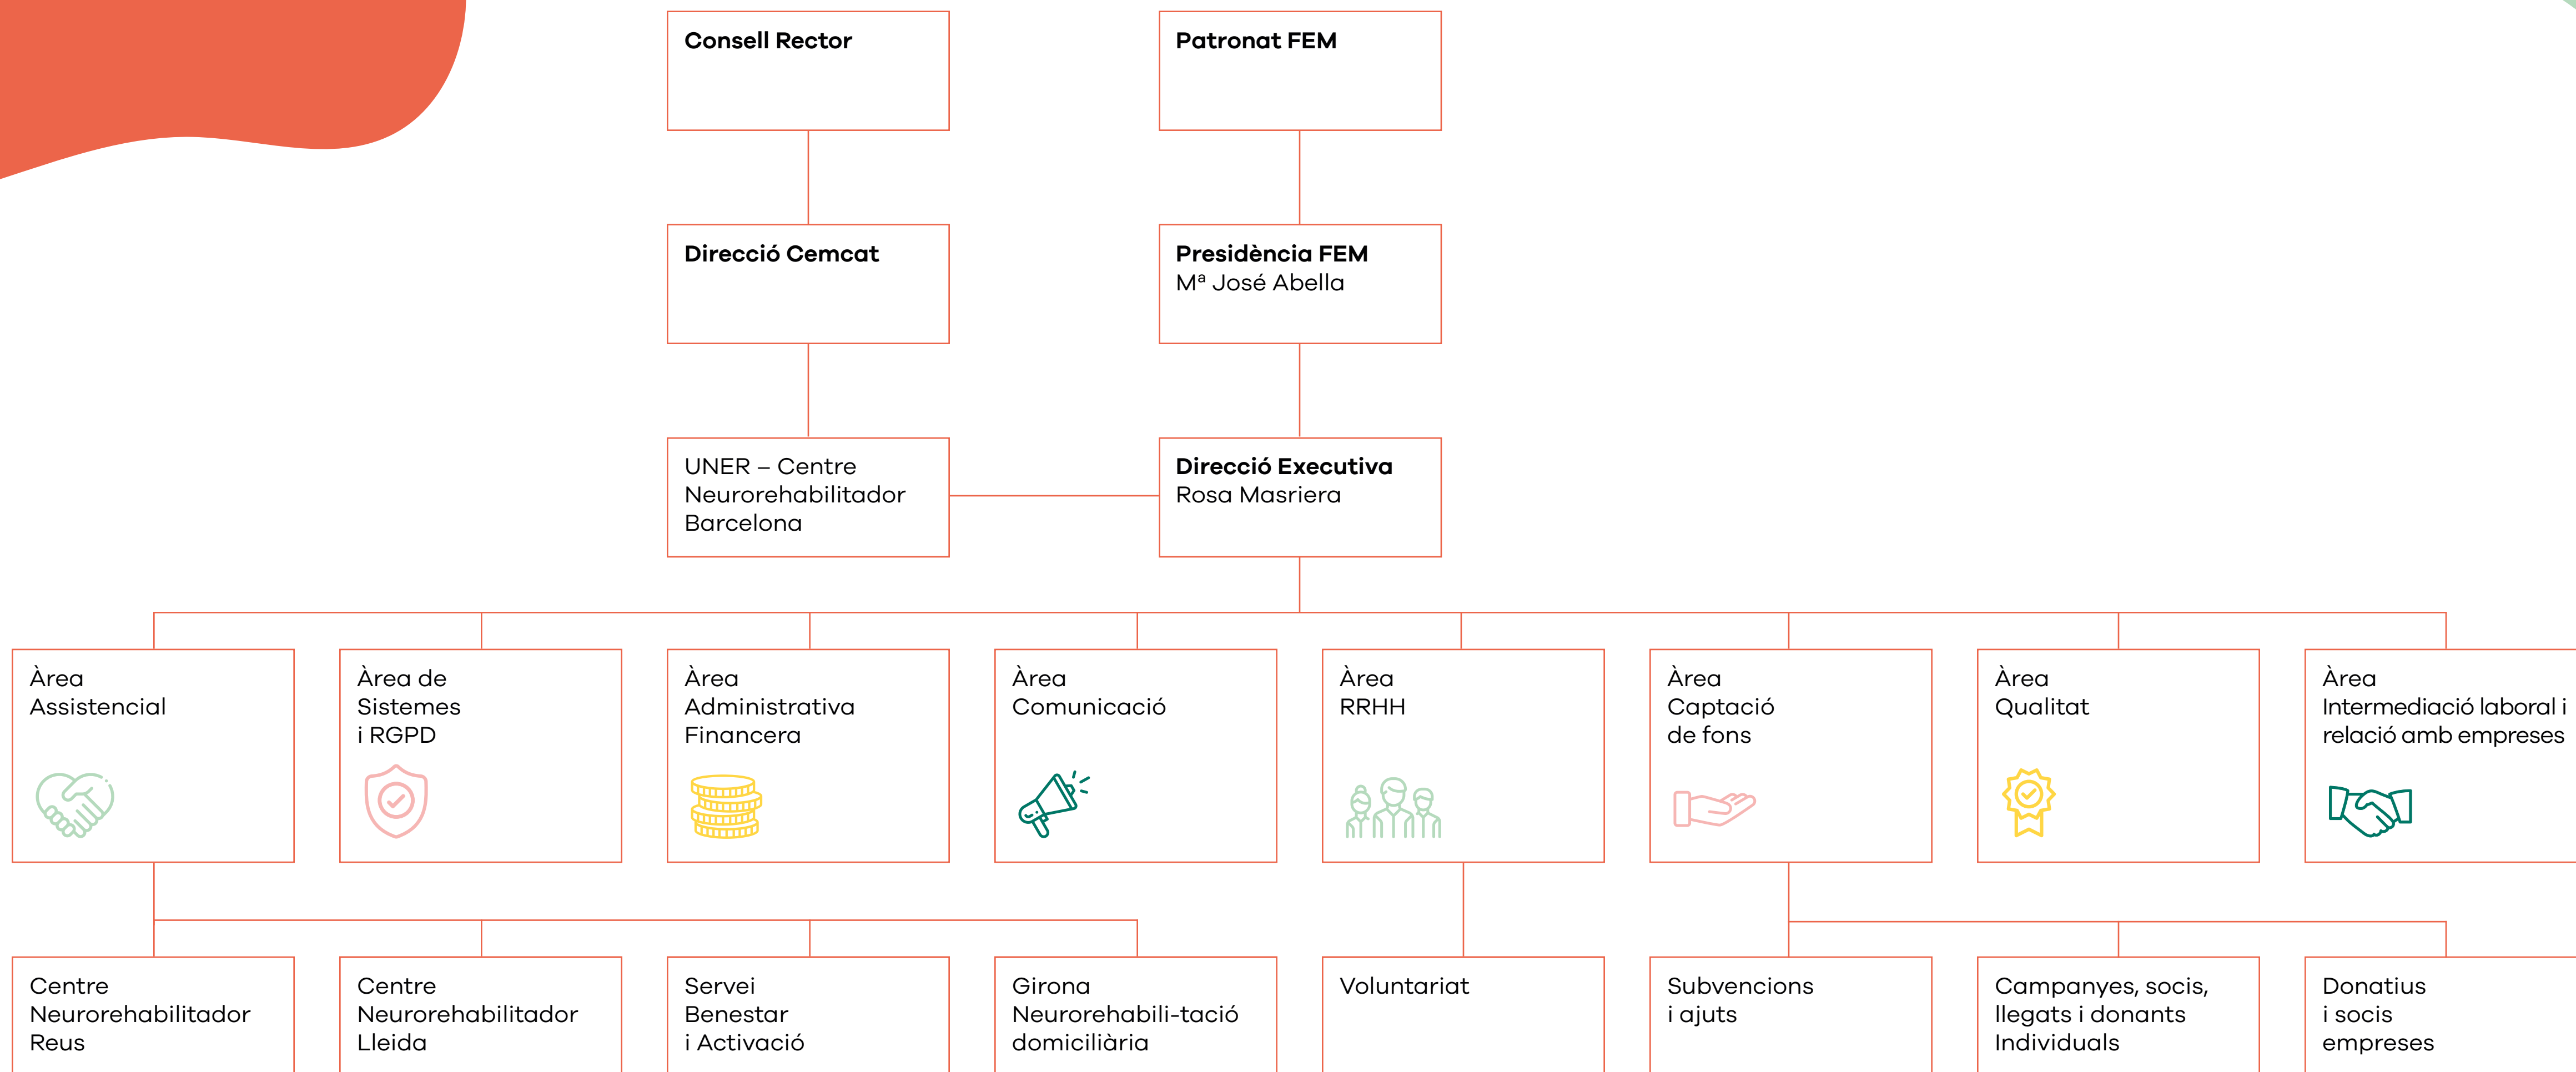 Consell Rector
Patronat FEM
Direcció Cemcat
Presidència FEM
Mª José Abella
UNER – Centre
Neurorehabilitador
Barcelona
Direcció Executiva
Rosa Masriera
Àrea
Assistencial
Àrea de
Sistemes
i RGPD
Àrea
Administrativa
Financera
Àrea
Comunicació
Àrea
RRHH
Àrea
Captació
de fons
Àrea
Qualitat
Àrea
Intermediació laboral i
relació amb empreses
Centre
Neurorehabilitador
Reus
Centre
Neurorehabilitador
Lleida
Servei
Benestar
i Activació
Girona
Neurorehabili-tació
domiciliària
Voluntariat
Subvencions
i ajuts
Campanyes, socis,
llegats i donants
Individuals
Donatius
i socis
empreses